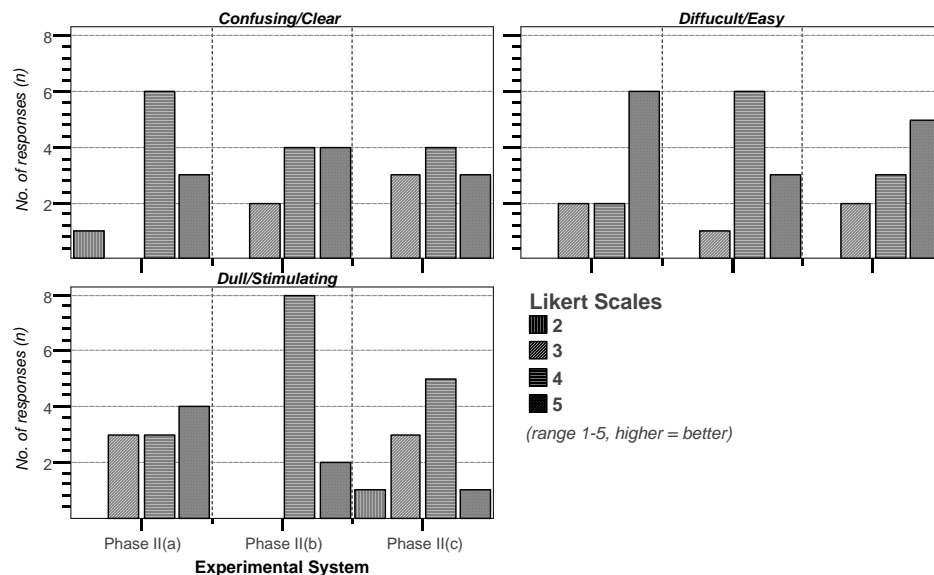 Confusing/Clear
Diffucult/Easy
No. of responses (n)
8
6
4
2
Dull/Stimulating
No. of responses (n)
8
6
4
2
Phase II(a)
Phase II(b)
Phase II(c)
Experimental System
Likert Scales
2
3
4
5
(range 1-5, higher = better)